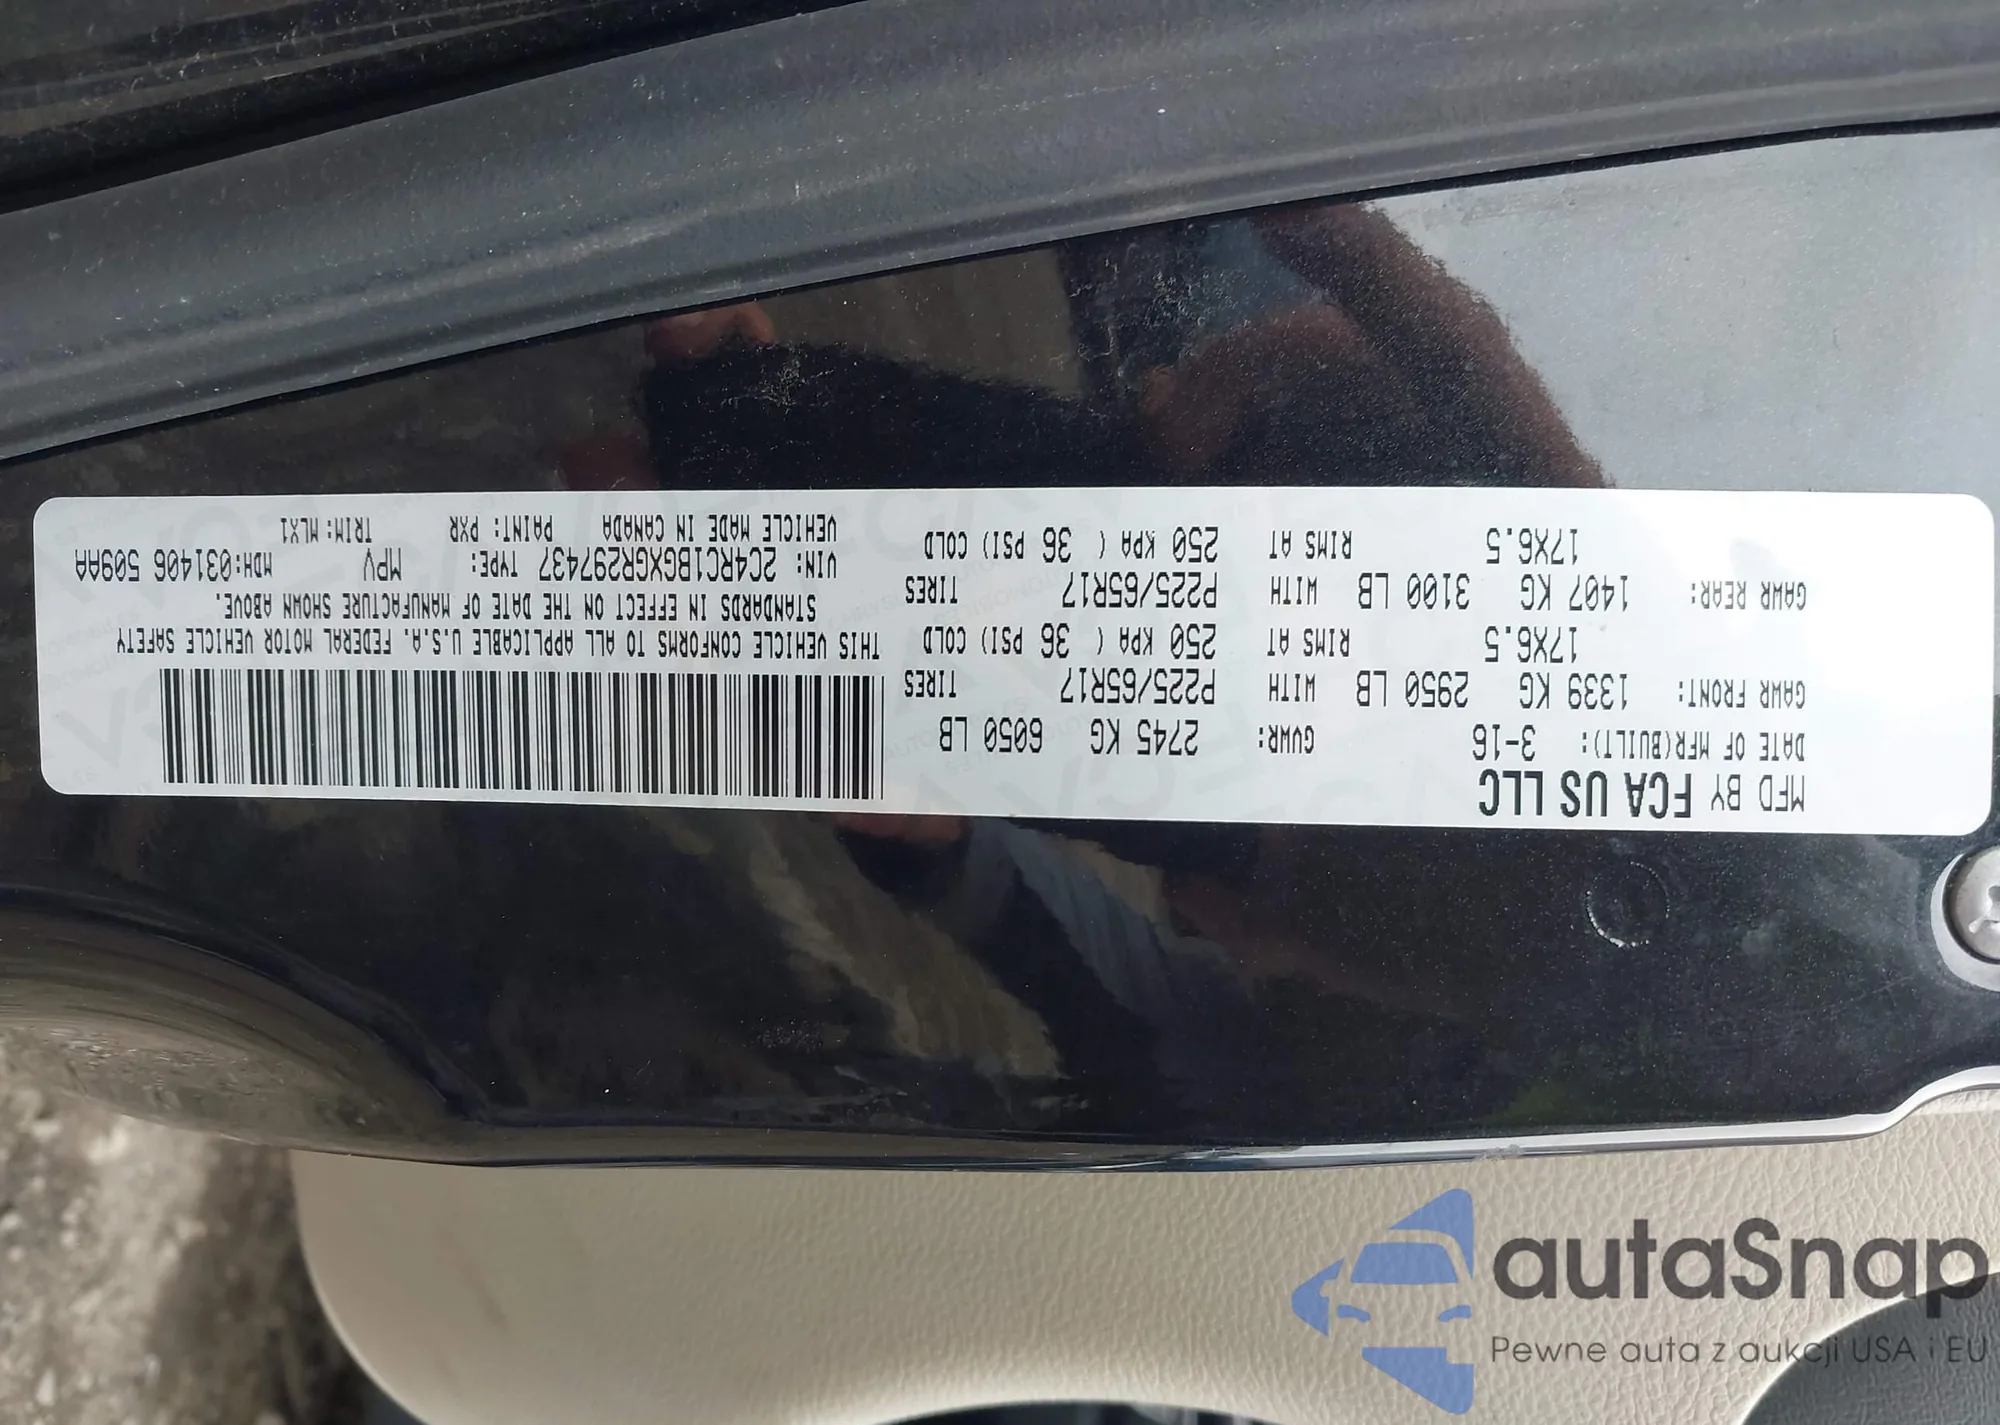 MFD BY FCA US LLC
DATE OF MFR(BUILT): 3-16 GVWR: 2745 KG 6050 LB
GAWR FRONT: 1339 KG 2950 LB WITH P225/65R17 TIRES
17X6.5 RIMS AT 250 KPA ( 36 PSI) COLD
GAWR REAR: 1407 KG 3100 LB WITH P225/65R17 TIRES
17X6.5 RIMS AT 250 KPA ( 36 PSI) COLD
THIS VEHICLE CONFORMS TO ALL APPLICABLE U.S.A. FEDERAL MOTOR VEHICLE SAFETY
STANDARDS IN EFFECT ON THE DATE OF MANUFACTURE SHOWN ABOVE.
VIN: 2C4RC1BGXGR297437 TYPE: MPV MDH:031406 509AA
VEHICLE MADE IN CANADA PAINT: PXR TRIM: MLX1
autaSnap
Pewne auta z aukcji USA i EU